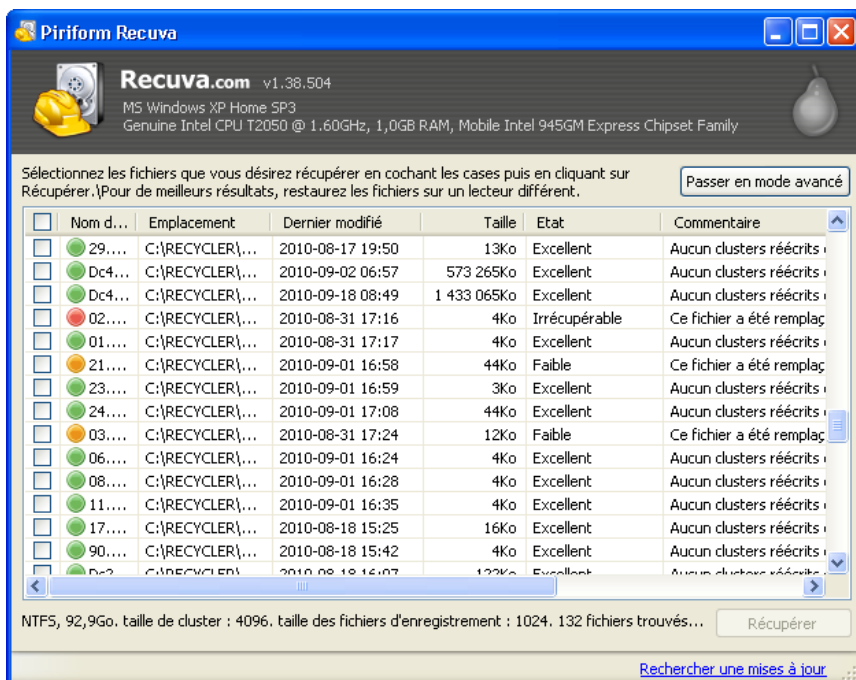 Piriform Recuva
Recuva.com v1.38.504
MS Windows XP Home SP3
Genuine Intel CPU T2050 @ 1.60GHz, 1,0GB RAM, Mobile Intel 945GM Express Chipset Family
Sélectionnez les fichiers que vous désirez récupérer en cochant les cases puis en cliquant sur
Récupérer.\Pour de meilleurs résultats, restaurez les fichiers sur un lecteur différent.
Passer en mode avancé
Nom d... Emplacement Dernier modifié Taille Etat Commentaire
29.... C:\RECYCLER\... 2010-08-17 19:50 13Ko Excellent Aucun clusters réécrits
Dc4... C:\RECYCLER\... 2010-09-02 06:57 573 265Ko Excellent Aucun clusters réécrits
Dc4... C:\RECYCLER\... 2010-09-18 08:49 1 433 065Ko Excellent Aucun clusters réécrits
02.... C:\RECYCLER\... 2010-08-31 17:16 4Ko Irrécupérable Ce fichier a été remplaç
01.... C:\RECYCLER\... 2010-08-31 17:17 4Ko Excellent Aucun clusters réécrits
21.... C:\RECYCLER\... 2010-09-01 16:58 44Ko Faible Ce fichier a été remplaç
23.... C:\RECYCLER\... 2010-09-01 16:59 3Ko Excellent Aucun clusters réécrits
24.... C:\RECYCLER\... 2010-09-01 17:08 44Ko Excellent Aucun clusters réécrits
03.... C:\RECYCLER\... 2010-08-31 17:24 12Ko Faible Ce fichier a été remplaç
06.... C:\RECYCLER\... 2010-09-01 16:24 4Ko Excellent Aucun clusters réécrits
08.... C:\RECYCLER\... 2010-09-01 16:28 4Ko Excellent Aucun clusters réécrits
11.... C:\RECYCLER\... 2010-09-01 16:35 4Ko Excellent Aucun clusters réécrits
17.... C:\RECYCLER\... 2010-08-18 15:25 16Ko Excellent Aucun clusters réécrits
90.... C:\RECYCLER\... 2010-08-18 15:42 4Ko Excellent Aucun clusters réécrits
NTFS, 92,9Go. taille de cluster : 4096. taille des fichiers d'enregistrement : 1024. 132 fichiers trouvés...
Récupérer
Rechercher une mises à jour